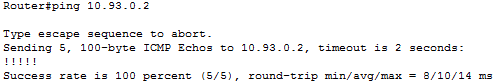 Router#ping 10.93.0.2
Type escape sequence to abort.
Sending 5, 100-byte ICMP Echos to 10.93.0.2, timeout is 2 seconds:
!!!!!
Success rate is 100 percent (5/5), round-trip min/avg/max = 8/10/14 ms